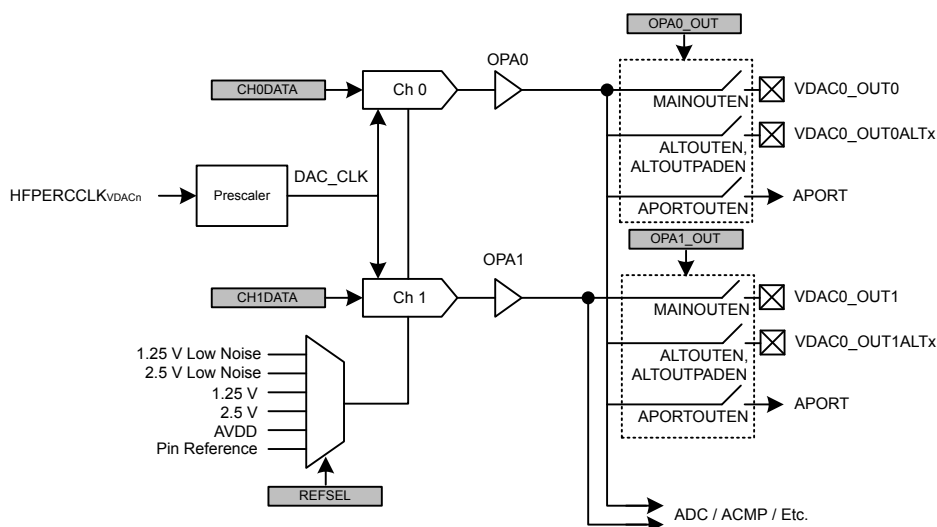 OPA0_OUT
OPA0
CH0DATA
Ch 0
MAINOUTEN
VDAC0_OUT0
ALTOUTEN,
ALTOUTPADEN
VDAC0_OUT0ALTx
HFPERCCLKVDACn
Prescaler
DAC_CLK
APORTOUTEN
APORT
OPA1_OUT
OPA1
CH1DATA
Ch 1
MAINOUTEN
VDAC0_OUT1
ALTOUTEN,
ALTOUTPADEN
VDAC0_OUT1ALTx
1.25 V Low Noise
2.5 V Low Noise
1.25 V
2.5 V
AVDD
Pin Reference
APORTOUTEN
APORT
REFSEL
ADC / ACMP / Etc.